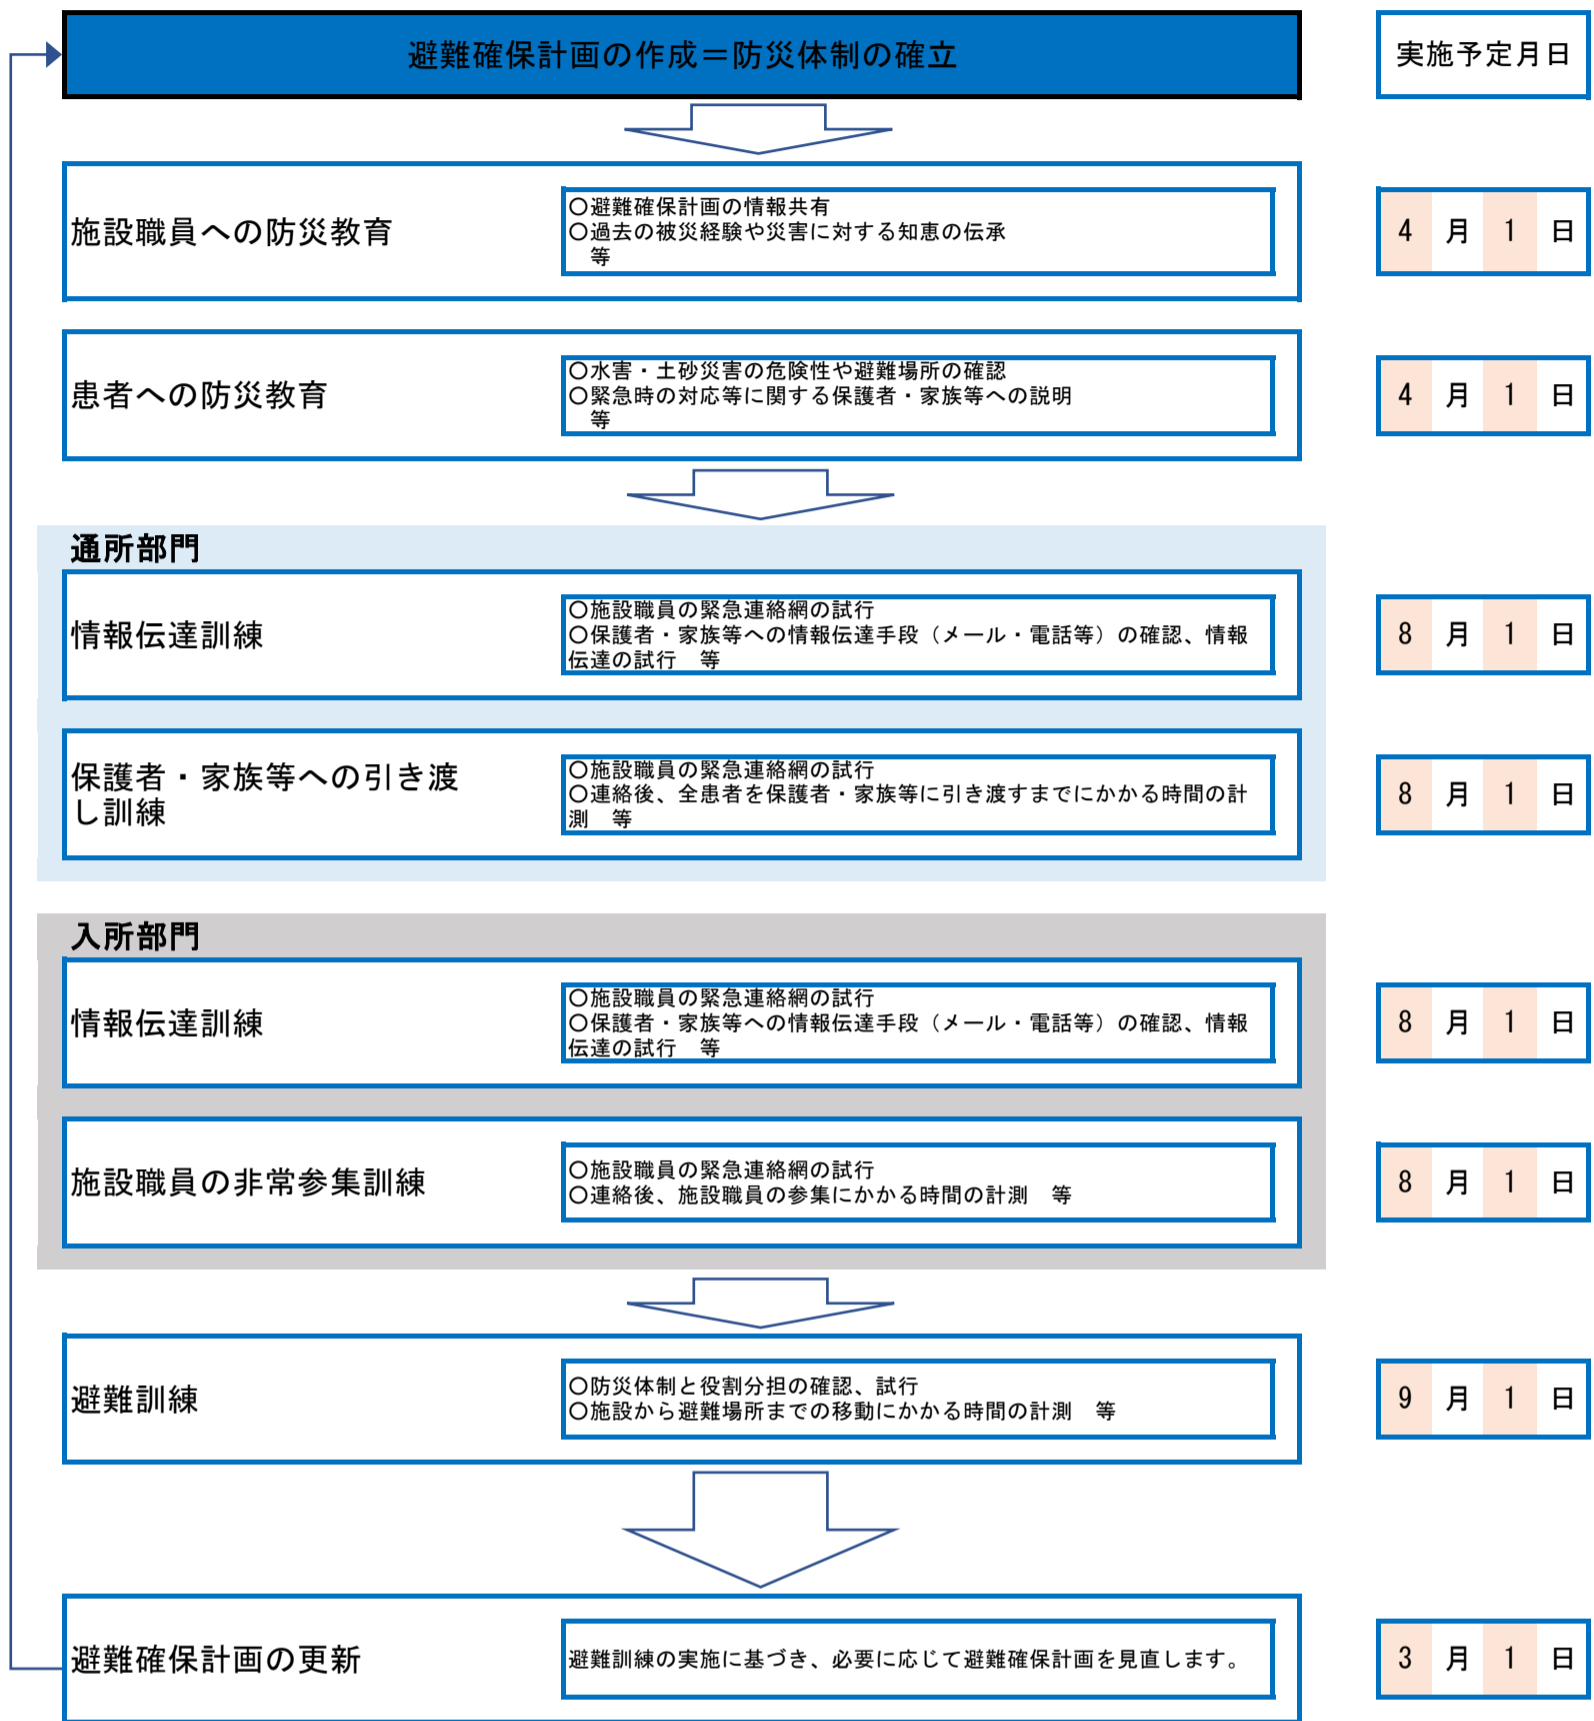 避難確保計画の作成＝防災体制の確立
実施予定月日
施設職員への防災教育
○避難確保計画の情報共有
○過去の被災経験や災害に対する知恵の伝承
等
4 月 1 日
患者への防災教育
○水害・土砂災害の危険性や避難場所の確認
○緊急時の対応等に関する保護者・家族等への説明
等
4 月 1 日
通所部門
情報伝達訓練
○施設職員の緊急連絡網の試行
○保護者・家族等への情報伝達手段（メール・電話等）の確認、情報
伝達の試行　等
8 月 1 日
保護者・家族等への引き渡
し訓練
○施設職員の緊急連絡網の試行
○連絡後、全患者を保護者・家族等に引き渡すまでにかかる時間の計
測　等
8 月 1 日
入所部門
情報伝達訓練
○施設職員の緊急連絡網の試行
○保護者・家族等への情報伝達手段（メール・電話等）の確認、情報
伝達の試行　等
8 月 1 日
施設職員の非常参集訓練
○施設職員の緊急連絡網の試行
○連絡後、施設職員の参集にかかる時間の計測　等
8 月 1 日
避難訓練
○防災体制と役割分担の確認、試行
○施設から避難場所までの移動にかかる時間の計測　等
9 月 1 日
避難確保計画の更新
避難訓練の実施に基づき、必要に応じて避難確保計画を見直します。
3 月 1 日